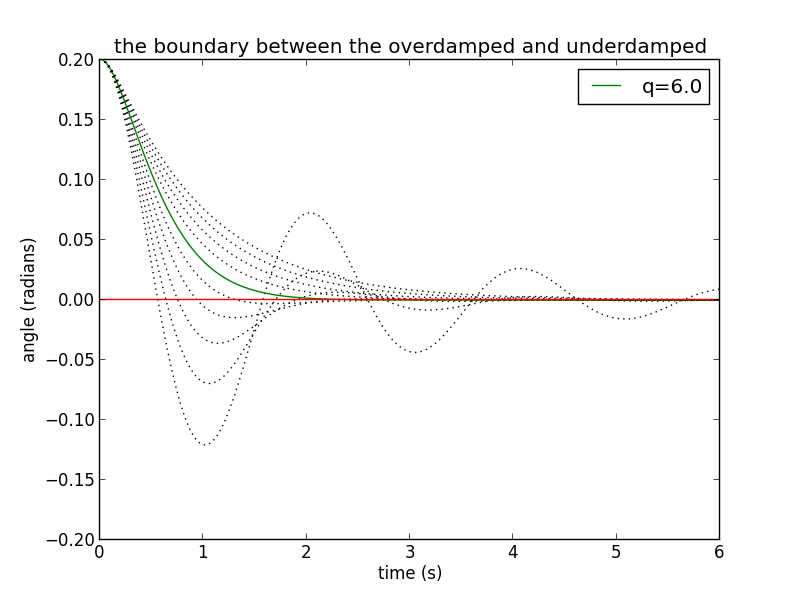 the boundary between the overdamped and underdamped
q=6.0
0.20
0.15
0.10
0.05
0.00
−0.05
−0.10
−0.15
−0.20
angle (radians)
0 1 2 3 4 5 6
time (s)